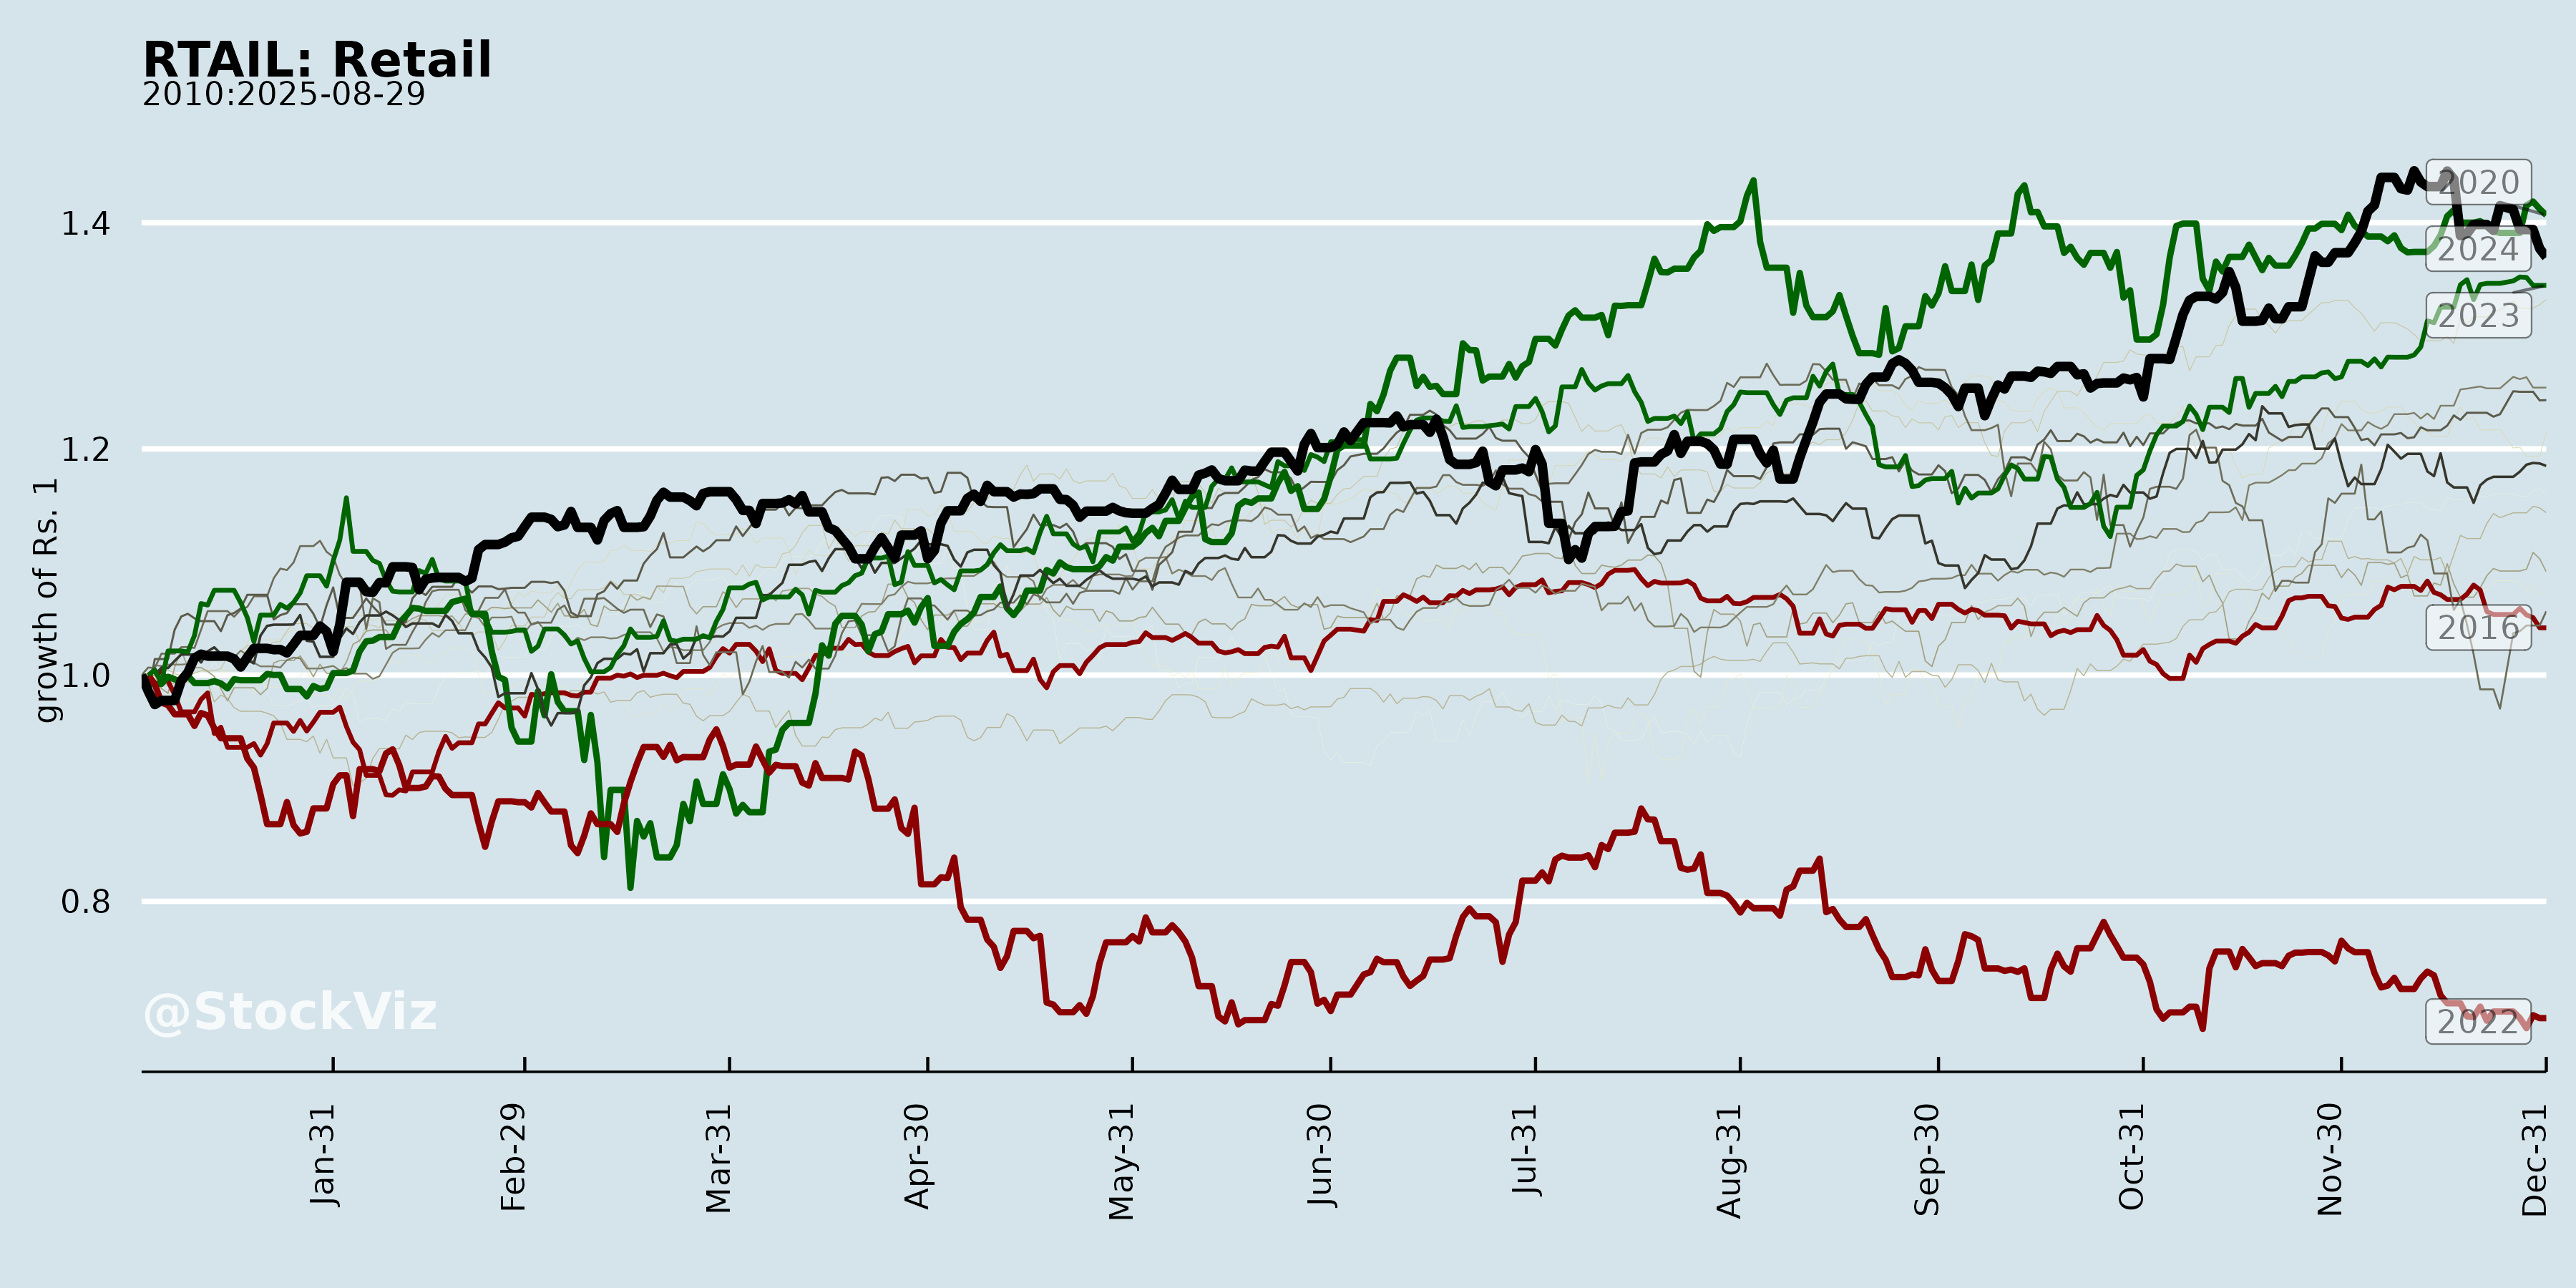 RTAIL: Retail
2010:2025-08-29
growth of Rs. 1
1.4
1.2
1.0
0.8
2020
2024
2023
2016
2022
@StockViz
Jan-31
Feb-29
Mar-31
Apr-30
May-31
Jun-30
Jul-31
Aug-31
Sep-30
Oct-31
Nov-30
Dec-31